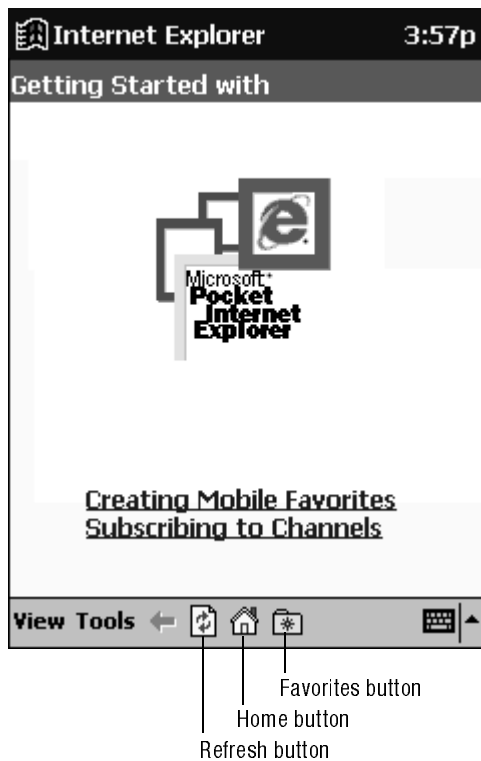 Internet Explorer 3:57p
Getting Started with
Microsoft
Pocket
Internet
Explorer
Creating Mobile Favorites
Subscribing to Channels
View Tools
Favorites button
Home button
Refresh button